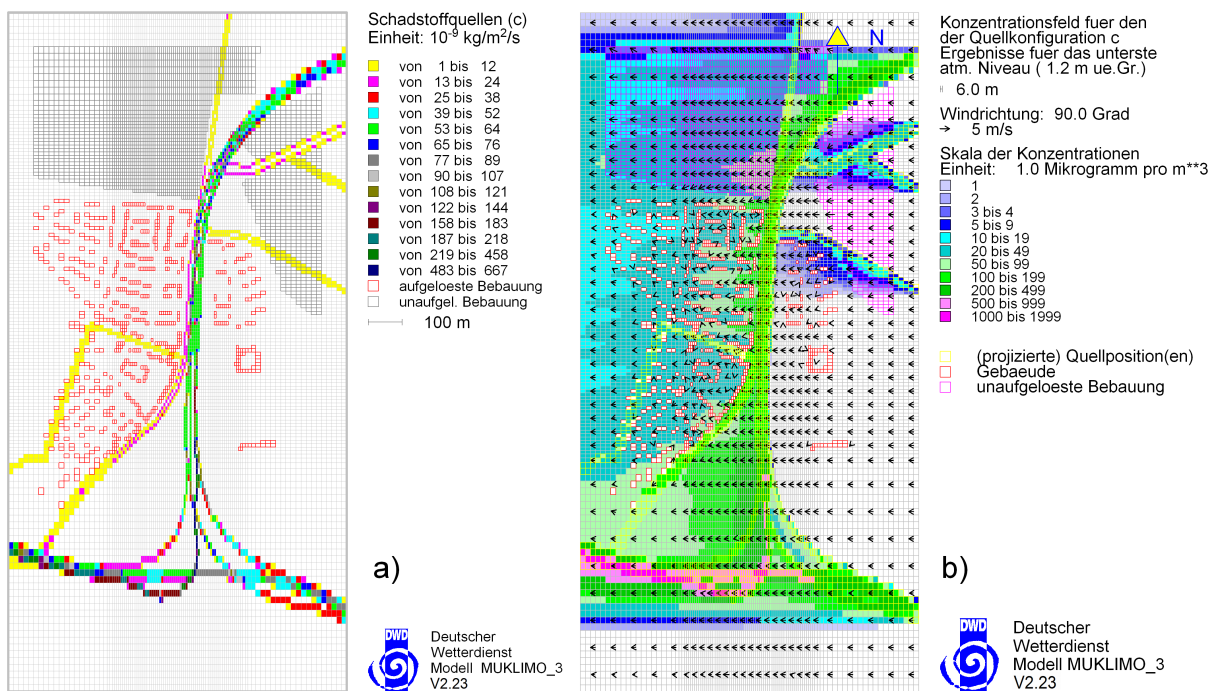 Schadstoffquellen (c)
Einheit: 10-9 kg/m2/s
von 1 bis 12
von 13 bis 24
von 25 bis 38
von 39 bis 52
von 53 bis 64
von 65 bis 76
von 77 bis 89
von 90 bis 107
von 108 bis 121
von 122 bis 144
von 158 bis 183
von 187 bis 218
von 219 bis 458
von 483 bis 667
aufgeloeste Bebauung
unaufgel. Bebauung
100 m
a)
DWD
Deutscher
Wetterdienst
Modell MUKLIMO_3
V2.23
N
Konzentrationsfeld fuer den
der Quellkonfiguration c
Ergebnisse fuer das unterste
atm. Niveau ( 1.2 m ue.Gr.)
6.0 m
Windrichtung: 90.0 Grad
5 m/s
Skala der Konzentrationen
Einheit: 1.0 Mikrogramm pro m**3
1
2
3 bis 4
5 bis 9
10 bis 19
20 bis 49
50 bis 99
100 bis 199
200 bis 499
500 bis 999
1000 bis 1999
(projizierte) Quellposition(en)
Gebaeude
unaufgeloeste Bebauung
b)
DWD
Deutscher
Wetterdienst
Modell MUKLIMO_3
V2.23